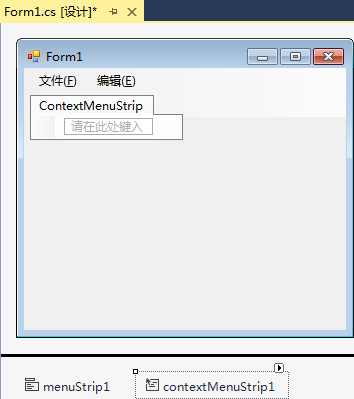 Form1.cs [设计]*
Form1
文件(F) 编辑(E)
ContextMenuStrip
请在此处键入
menuStrip1 contextMenuStrip1